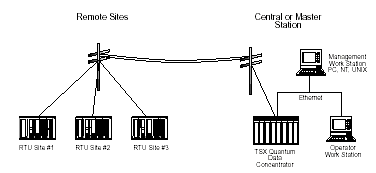 Remote Sites
Central or Master
Station
Management
Work Station
PC, NT, UNIX
Ethernet
RTU Site #1
RTU Site #2
RTU Site #3
TSX Quantum
Data
Concentrator
Operator
Work Station